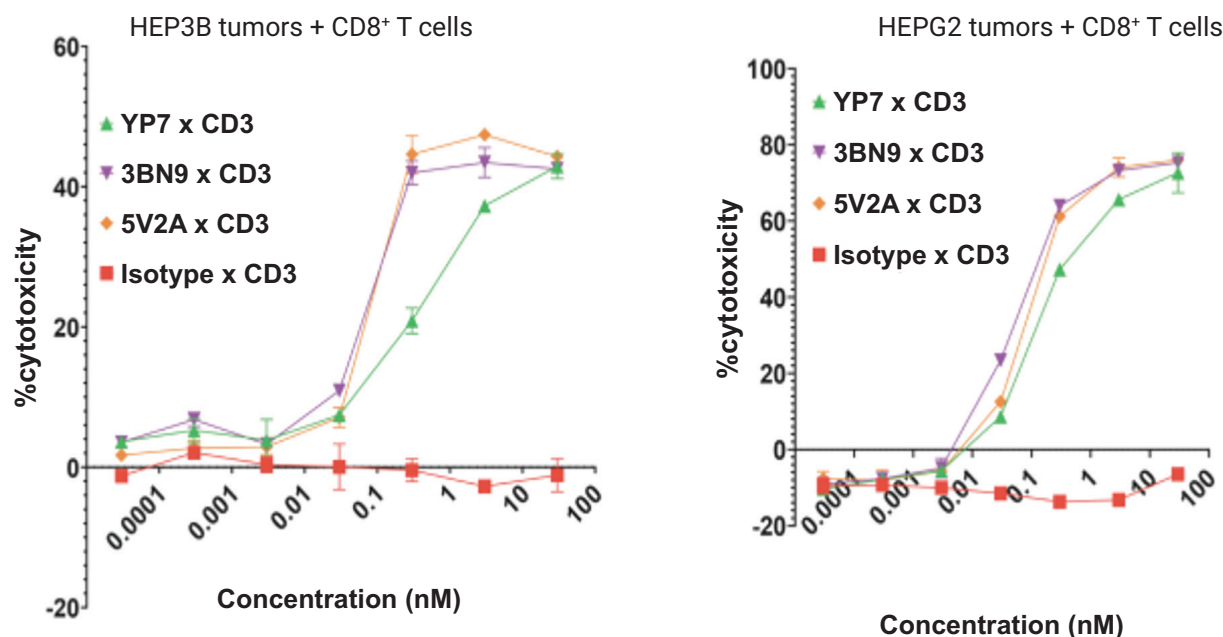 HEP3B tumors + CD8⁺ T cells
60
40
20
0
-20
YP7 x CD3
3BN9 x CD3
5V2A x CD3
Isotype x CD3
%cytotoxicity
0.0001
0.001
0.01
0.1
1
10
100
Concentration (nM)
HEPG2 tumors + CD8⁺ T cells
100
80
60
40
20
0
-20
YP7 x CD3
3BN9 x CD3
5V2A x CD3
Isotype x CD3
%cytotoxicity
0.0001
0.001
0.01
0.1
1
10
100
Concentration (nM)